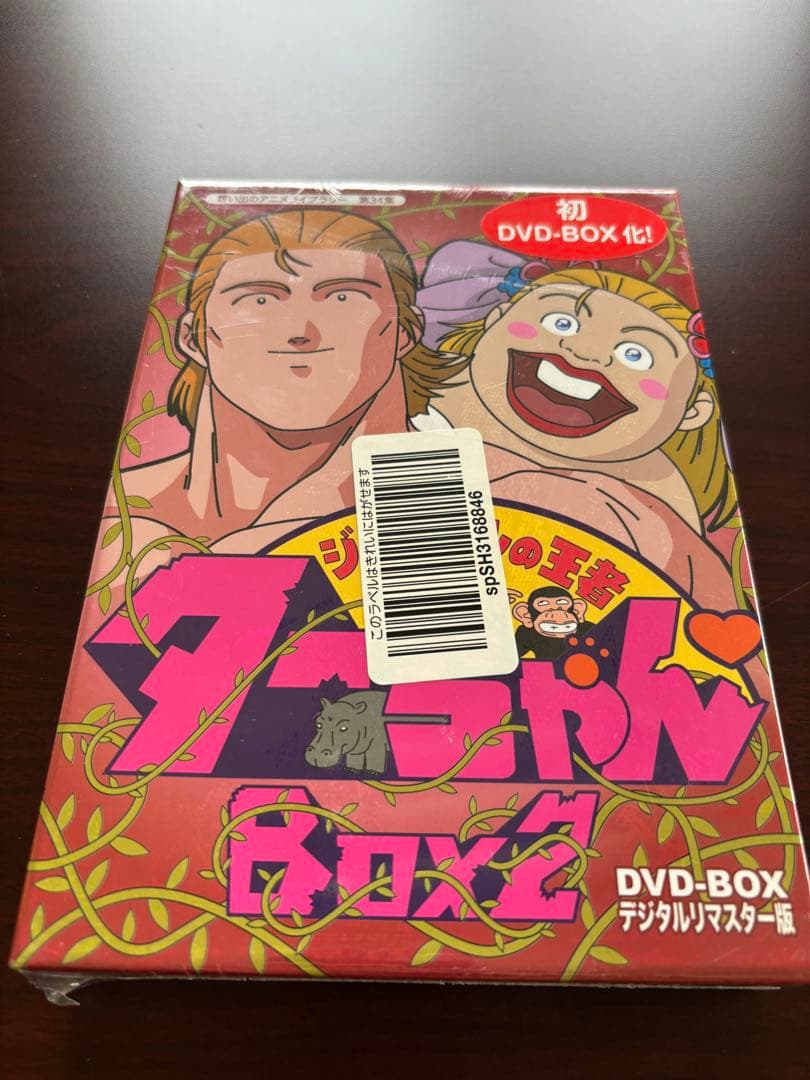 想い出のアニメライブラリー 第34集
初
DVD-BOX 化!
このラベルはきれいにはがせます
spSH3168846
ジ
んの王者
ターちゃん
Box2
DVD-BOX
デジタルリマスター版